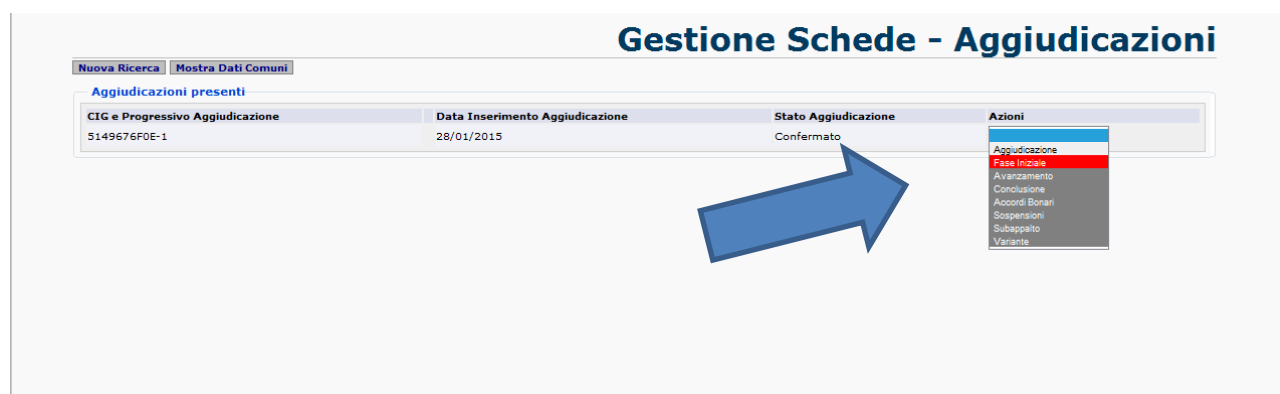 Gestione Schede - Aggiudicazioni
Nuova Ricerca Mostra Dati Comuni
Aggiudicazioni presenti
CIG e Progressivo Aggiudicazione Data Inserimento Aggiudicazione Stato Aggiudicazione Azioni
5149676F0E-1 28/01/2015 Confermato
Aggiudicazione
Fase Iniziale
Avanzamento
Conclusione
Accordi Bonari
Sospensioni
Subappalto
Variante